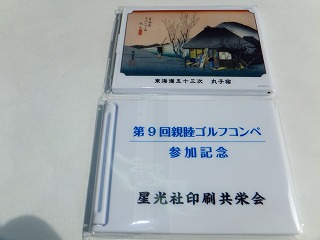 東海道五十三次 丸子宿
第9回親睦ゴルフコンペ
参加記念
星光社印刷共栄会